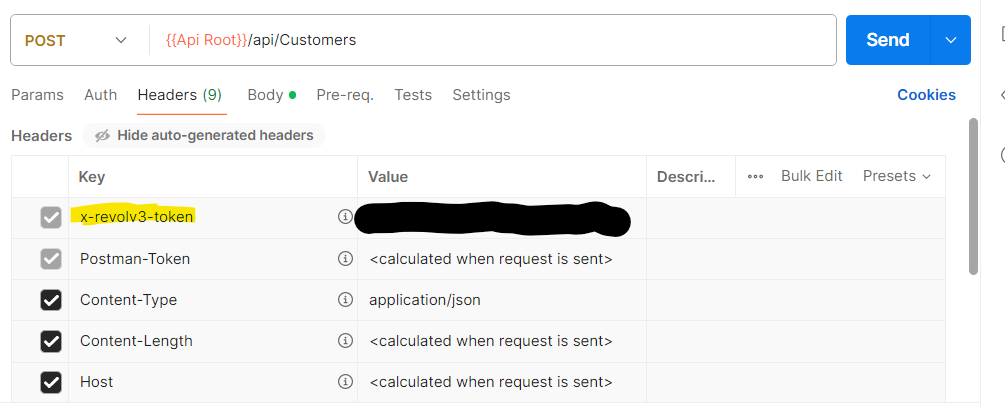 POST {{Api Root}}/api/Customers Send
Params Auth Headers (9) Body Pre-req. Tests Settings Cookies
Headers Hide auto-generated headers
Key Value Descri... Bulk Edit Presets
x-revolv3-token
Postman-Token <calculated when request is sent>
Content-Type application/json
Content-Length <calculated when request is sent>
Host <calculated when request is sent>